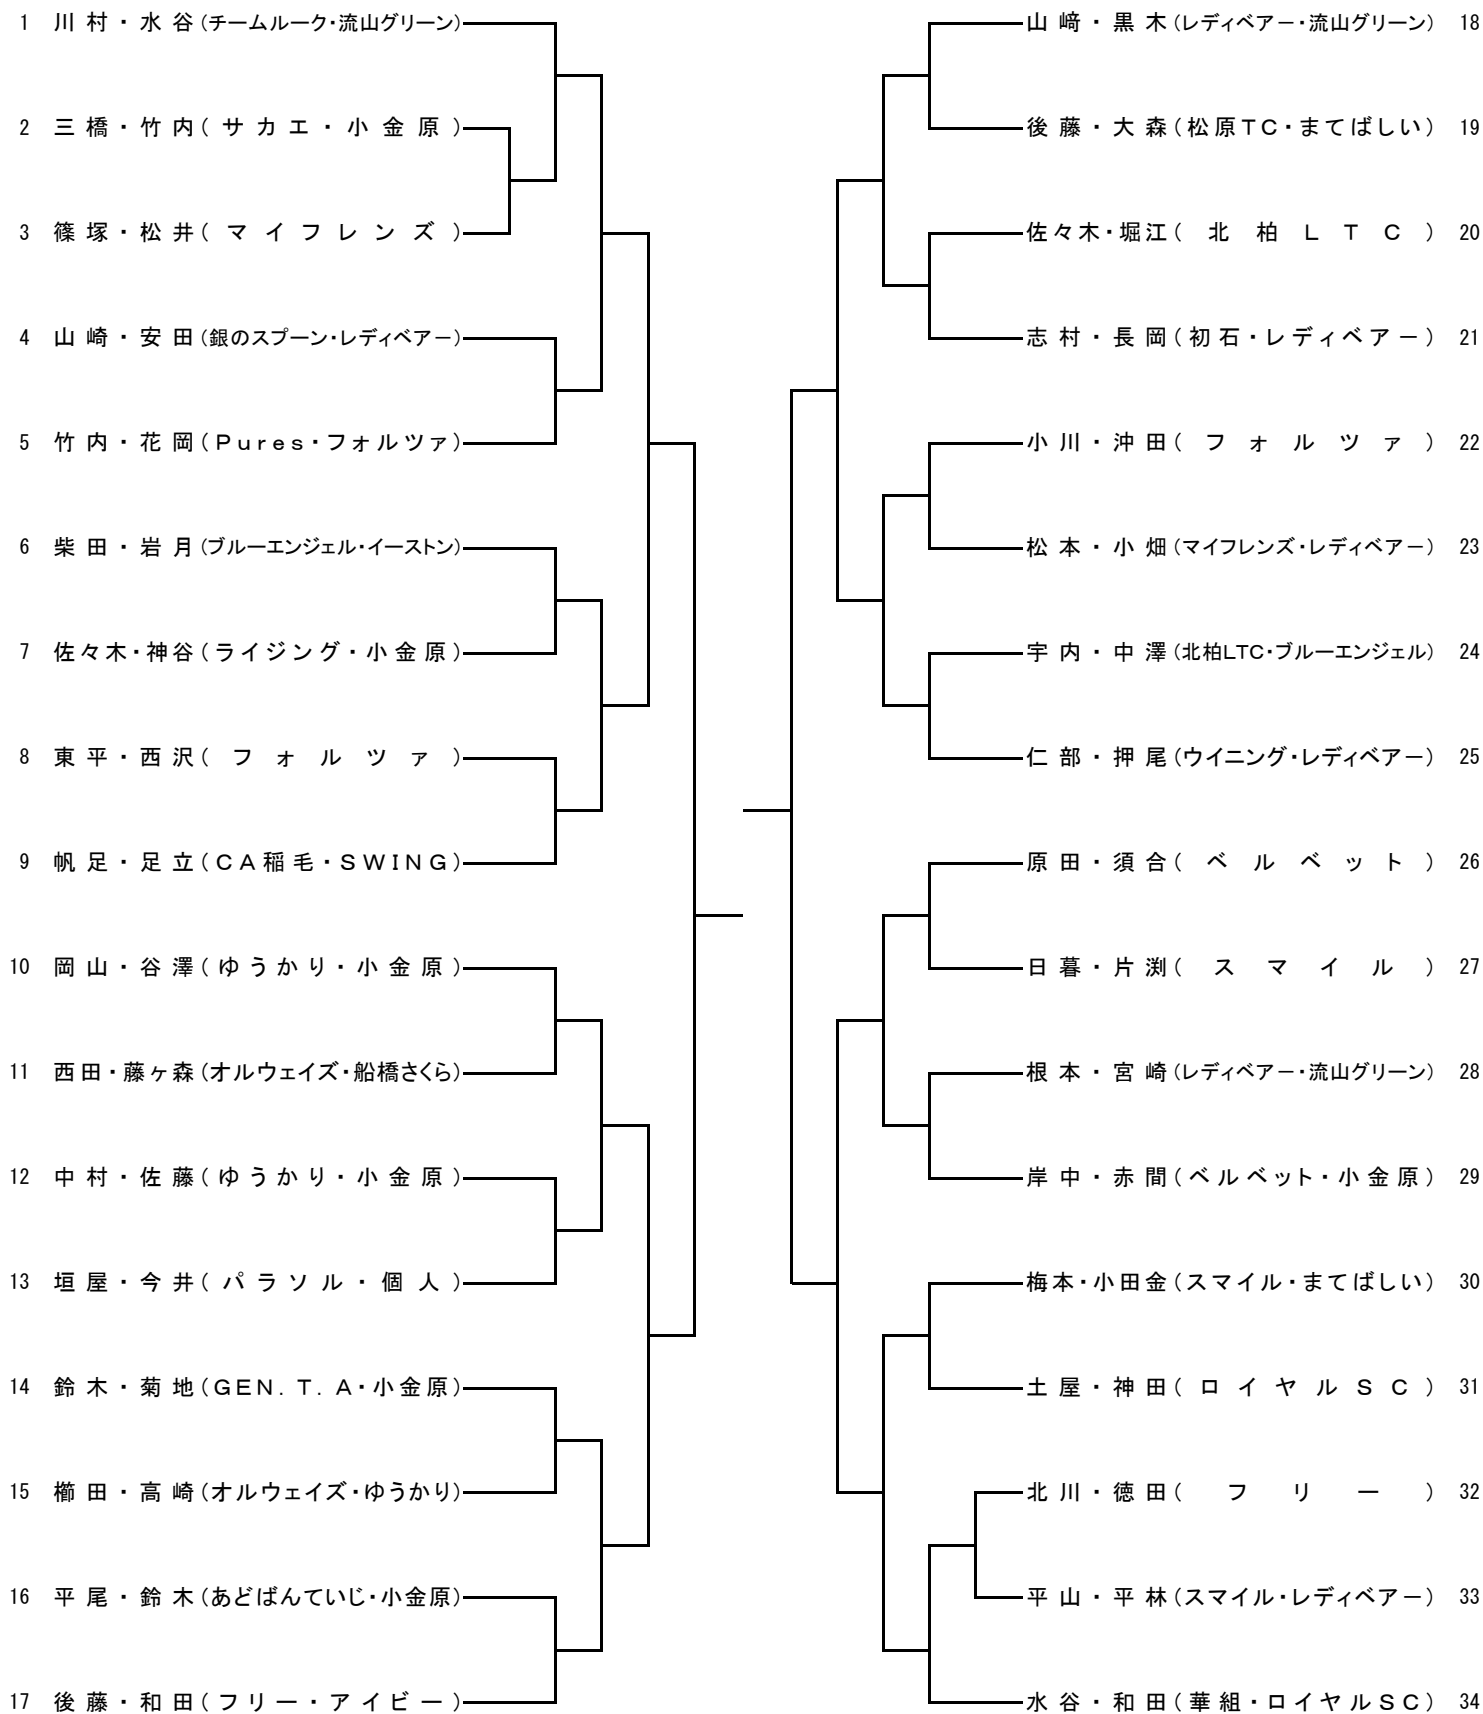 1 川村・水谷(チームルーク・流山グリーン)
2 三橋・竹内(サカエ・小金原)
3 篠塚・松井(マイフレンズ)
4 山崎・安田(銀のスプーン・レディベアー)
5 竹内・花岡(Pures・フォルツァ)
6 柴田・岩月(ブルーエンジェル・イーストン)
7 佐々木・神谷(ライジング・小金原)
8 東平・西沢(フォルツァ)
9 帆足・足立(CA稲毛・SWING)
10 岡山・谷澤(ゆうかり・小金原)
11 西田・藤ヶ森(オルウェイズ・船橋さくら)
12 中村・佐藤(ゆうかり・小金原)
13 垣屋・今井(パラソル・個人)
14 鈴木・菊地(GEN.T.A・小金原)
15 櫛田・高崎(オルウェイズ・ゆうかり)
16 平尾・鈴木(あどばんていじ・小金原)
17 後藤・和田(フリー・アイビー)
山﨑・黒木(レディベアー・流山グリーン) 18
後藤・大森(松原TC・まてばしい) 19
佐々木・堀江(北柏LTC) 20
志村・長岡(初石・レディベアー) 21
小川・沖田(フォルツァ) 22
松本・小畑(マイフレンズ・レディベアー) 23
宇内・中澤(北柏LTC・ブルーエンジェル) 24
仁部・押尾(ウイニング・レディベアー) 25
原田・須合(ベルベット) 26
日暮・片渕(スマイル) 27
根本・宮崎(レディベアー・流山グリーン) 28
岸中・赤間(ベルベット・小金原) 29
梅本・小田金(スマイル・まてばしい) 30
土屋・神田(ロイヤルSC) 31
北川・徳田(フリー) 32
平山・平林(スマイル・レディベアー) 33
水谷・和田(華組・ロイヤルSC) 34